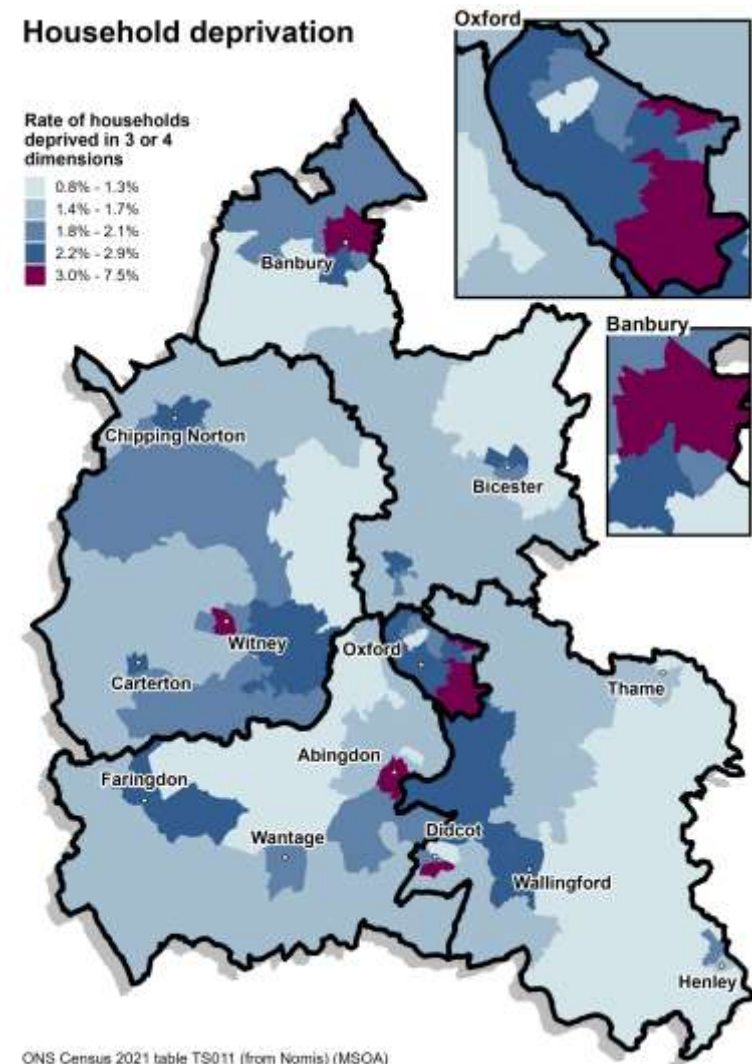 Household deprivation
Rate of households
deprived in 3 or 4
dimensions
0.8% - 1.3%
1.4% - 1.7%
1.8% - 2.1%
2.2% - 2.9%
3.0% - 7.5%
Oxford
Banbury
Banbury
Chipping Norton
Bicester
Witney
Oxford
Carterton
Thame
Abingdon
Faringdon
Didcot
Wantage
Wallingford
Henley
ONS Census 2021 table TS011 (from Nomis) (MSOA)